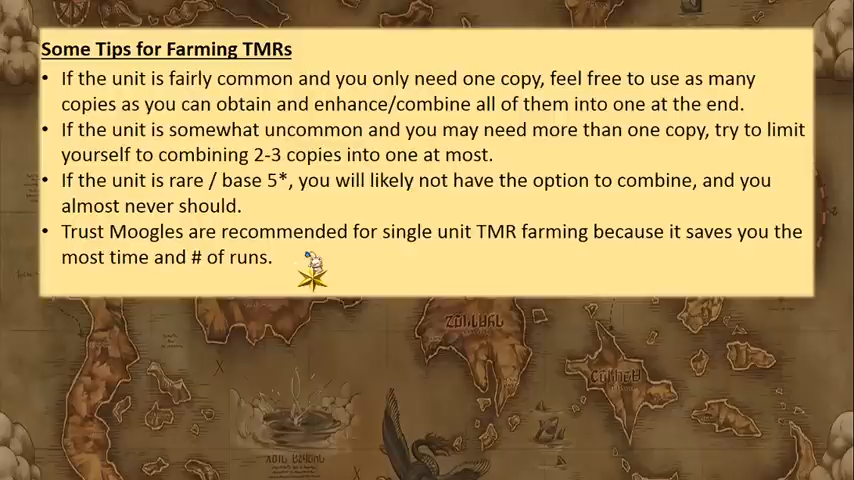 Some Tips for Farming TMRs
• If the unit is fairly common and you only need one copy, feel free to use as many
copies as you can obtain and enhance/combine all of them into one at the end.
• If the unit is somewhat uncommon and you may need more than one copy, try to limit
yourself to combining 2-3 copies into one at most.
• If the unit is rare / base 5*, you will likely not have the option to combine, and you
almost never should.
• Trust Moogles are recommended for single unit TMR farming because it saves you the
most time and # of runs.